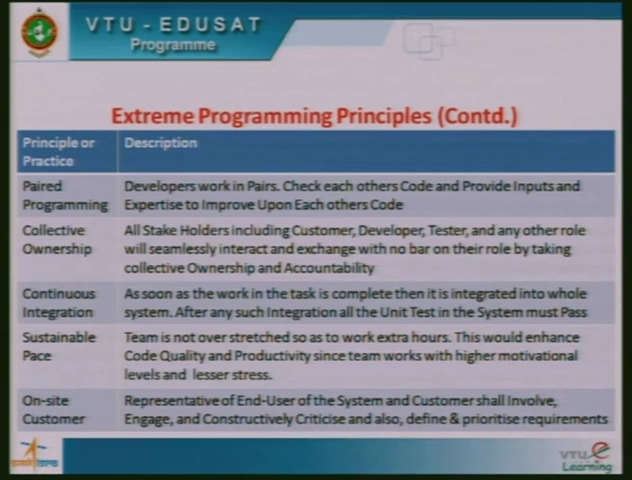 VTU - EDUSAT
Programme
Extreme Programming Principles (Contd.)
Principle or
Practice
Description
Paired
Programming
Developers work in Pairs. Check each others Code and Provide Inputs and
Expertise to Improve Upon Each others Code
Collective
Ownership
All Stake Holders including Customer, Developer, Tester, and any other role
will seamlessly interact and exchange with no bar on their role by taking
collective Ownership and Accountability
Continuous
Integration
As soon as the work in the task is complete then it is integrated into whole
system. After any such Integration all the Unit Test in the System must Pass
Sustainable
Pace
Team is not over stretched so as to work extra hours. This would enhance
Code Quality and Productivity since team works with higher motivational
levels and lesser stress.
On-site
Customer
Representative of End-User of the System and Customer shall Involve,
Engage, and Constructively Criticise and also, define & prioritise requirements
VTU e
Learning